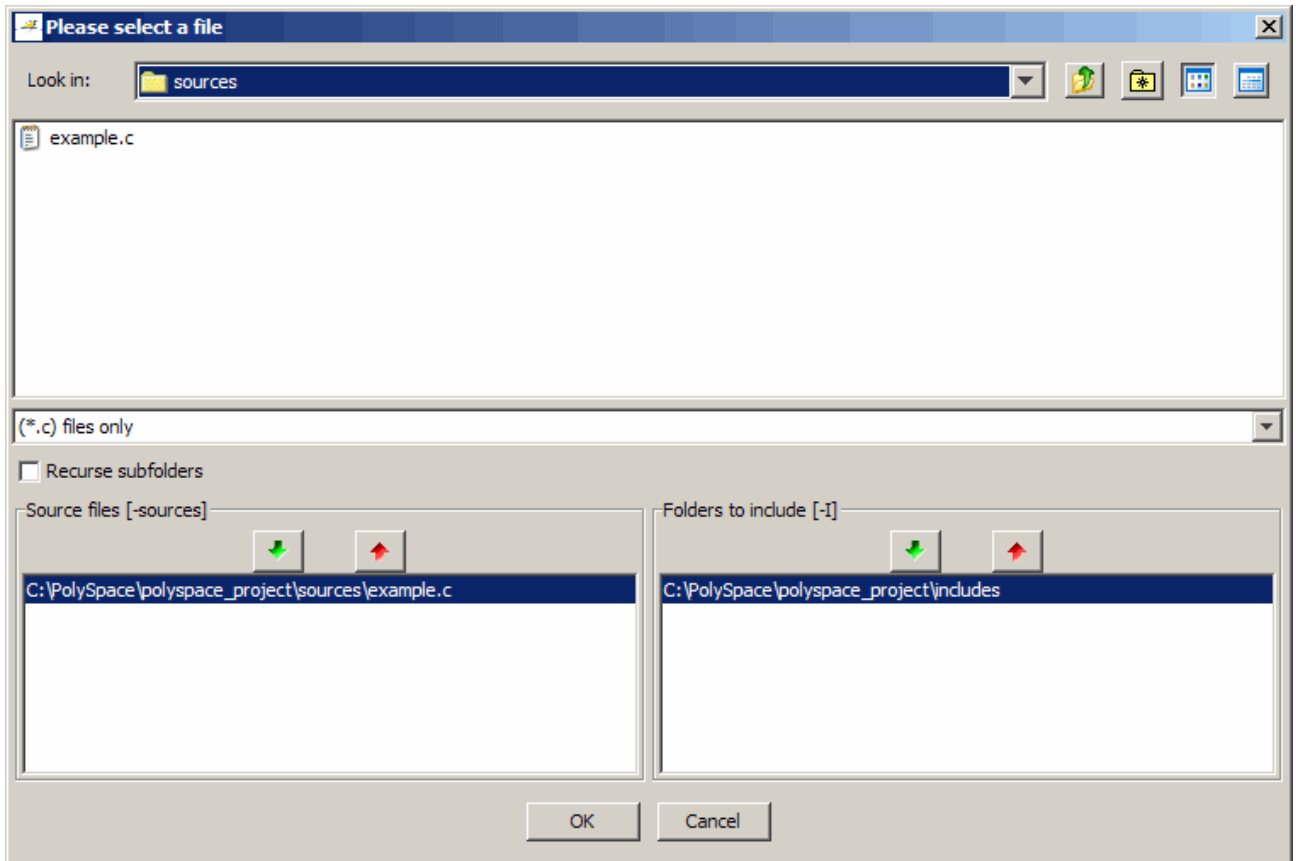 Please select a file
Look in: sources
example.c
(*.c) files only
Recurse subfolders
Source files [-sources]
Folders to include [-I]
C:\PolySpace\polyspace_project\sources\example.c
C:\PolySpace\polyspace_project\includes
OK
Cancel